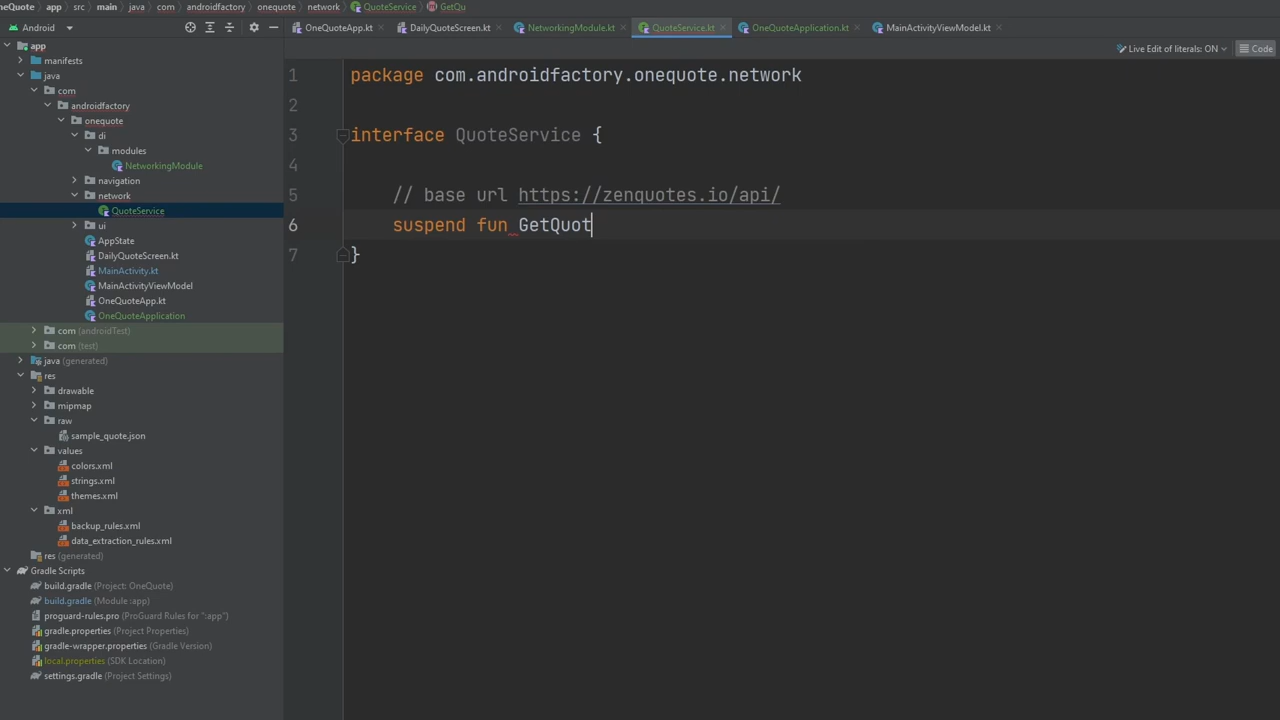 neQuote app src main java com androidfactory onequote network QuoteService GetQu
Android OneQuoteApp.kt DailyQuoteScreen.kt NetworkingModule.kt QuoteService.kt OneQuoteApplication.kt MainActivityViewModel.kt
app
Live Edit of literals: ON Code
manifests
java
com
androidfactory
onequote
di
modules
NetworkingModule
navigation
network
QuoteService
ui
AppState
DailyQuoteScreen.kt
MainActivity.kt
MainActivityViewModel
OneQuoteApp.kt
OneQuoteApplication
com (androidTest)
com (test)
java (generated)
res
drawable
mipmap
raw
sample_quote.json
values
colors.xml
strings.xml
themes.xml
xml
backup_rules.xml
data_extraction_rules.xml
res (generated)
Gradle Scripts
build.gradle (Project: OneQuote)
build.gradle (Module :app)
proguard-rules.pro (ProGuard Rules for ":app")
gradle.properties (Project Properties)
gradle-wrapper.properties (Gradle Version)
local.properties (SDK Location)
settings.gradle (Project Settings)
1 package com.androidfactory.onequote.network
2
3 interface QuoteService {
4
5 // base url https://zenquotes.io/api/
6 suspend fun GetQuot
7 }